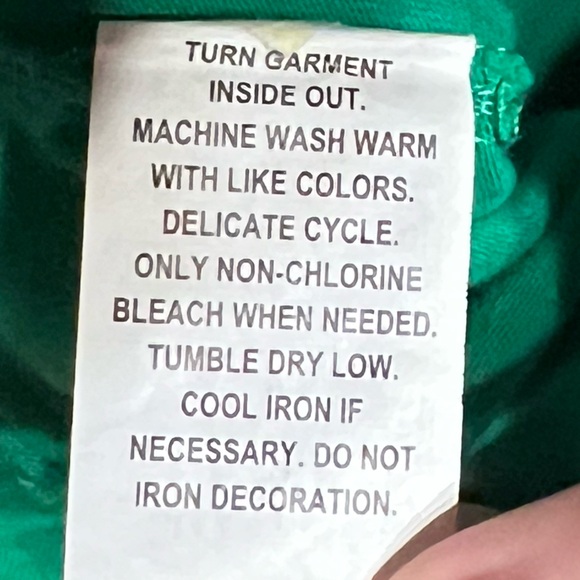 TURN GARMENT
INSIDE OUT.
MACHINE WASH WARM
WITH LIKE COLORS.
DELICATE CYCLE.
ONLY NON-CHLORINE
BLEACH WHEN NEEDED.
TUMBLE DRY LOW.
COOL IRON IF
NECESSARY. DO NOT
IRON DECORATION.